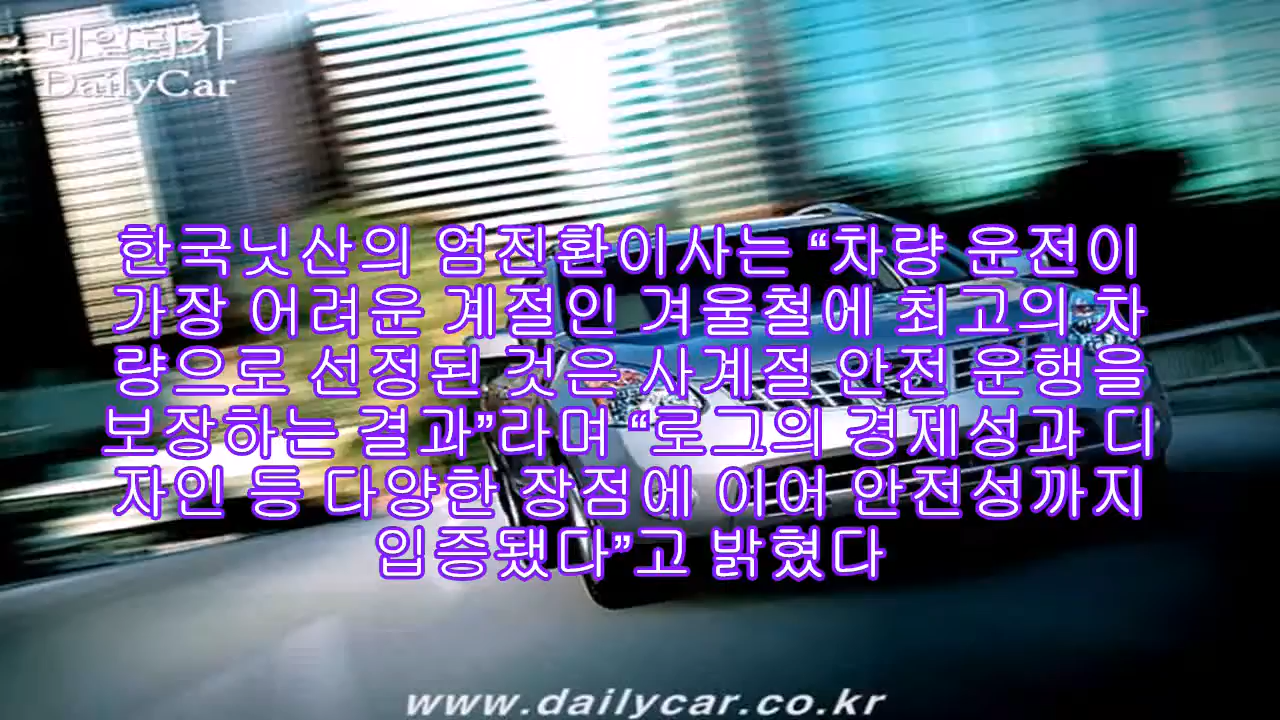 데일리카
DailyCar
한국닛산의 엄진환이사는 “차량 운전이
가장 어려운 계절인 겨울철에 최고의 차
량으로 선정된 것은 사계절 안전 운행을
보장하는 결과”라며 “로그의 경제성과 디
자인 등 다양한 장점에 이어 안전성까지
입증됐다”고 밝혔다
www.dailycar.co.kr